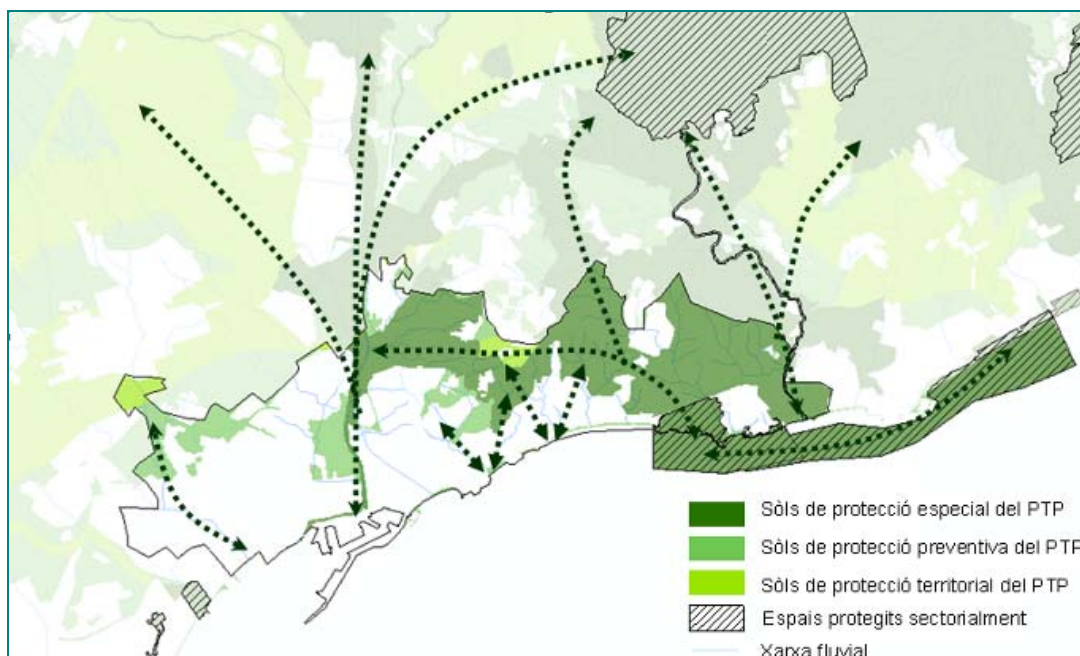 Sòls de protecció especial del PTP
Sòls de protecció preventiva del PTP
Sòls de protecció territorial del PTP
Espais protegits sectorialment
Xarxa fluvial